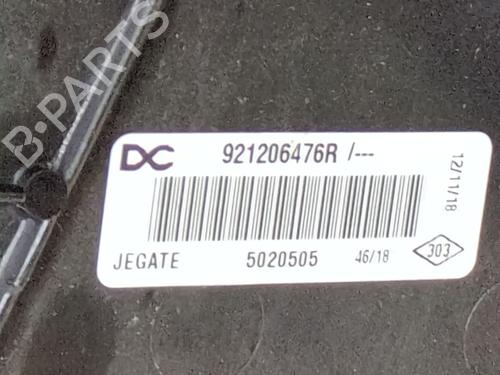 B-PARTS
DC 921206476R /---
12/11/18
JEGATE 5020505 46/18 303